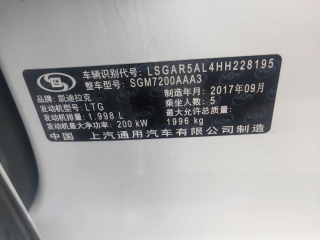 车辆识别代号: LSGAR5AL4HH228195
整车型号: SGM7200AAA3
品牌: 凯迪拉克
制造年月: 2017年09月
发动机型号: LTG
乘坐人数: 5
发动机排量: 1.998 L
最大允许总质量:
发动机最大净功率: 200 kW
1996 kg
中国 上汽通用汽车有限公司制造